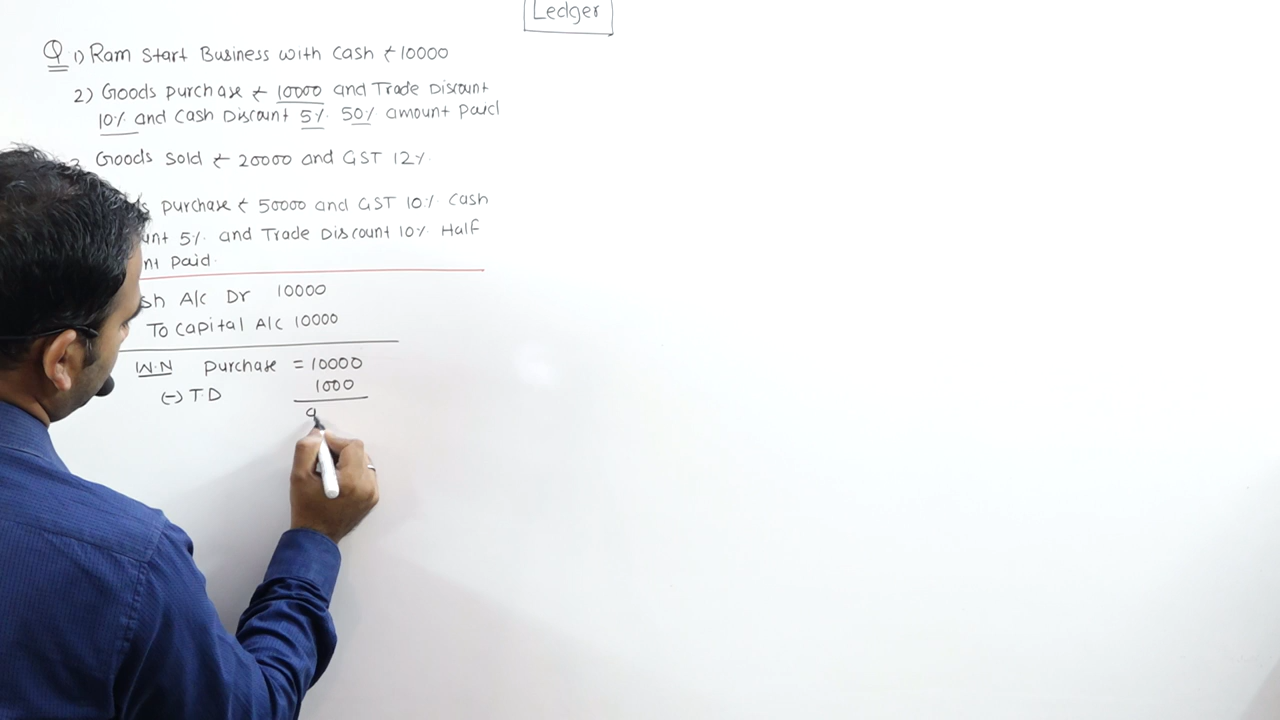 Ledger
Q 1) Ram Start Business with Cash ₹ 10000
2) Goods purchase ₹ 10000 and Trade Discount
10% and Cash Discount 5% 50% amount paid
Goods Sold ₹ 20000 and GST 12%.
purchase ₹ 50000 and GST 10% Cash
5% and Trade Discount 10% Half
paid.
A/c Dr 10000
To Capital A/c 10000
W.N purchase = 10000
(-) T.D 1000
9